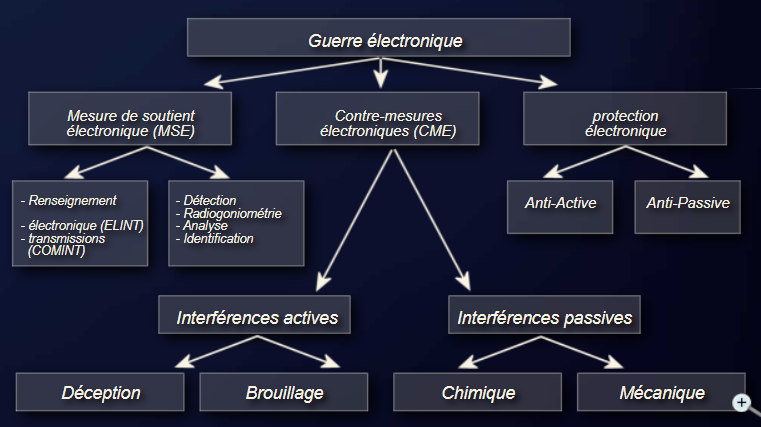 Guerre électronique
Mesure de soutient
électronique (MSE)
Contre-mesures
électroniques (CME)
protection
électronique
- Renseignement
- électronique (ELINT)
- transmissions
(COMINT)
- Détection
- Radiogoniométrie
- Analyse
- Identification
Anti-Active
Anti-Passive
Interférences actives
Interférences passives
Déception
Brouillage
Chimique
Mécanique